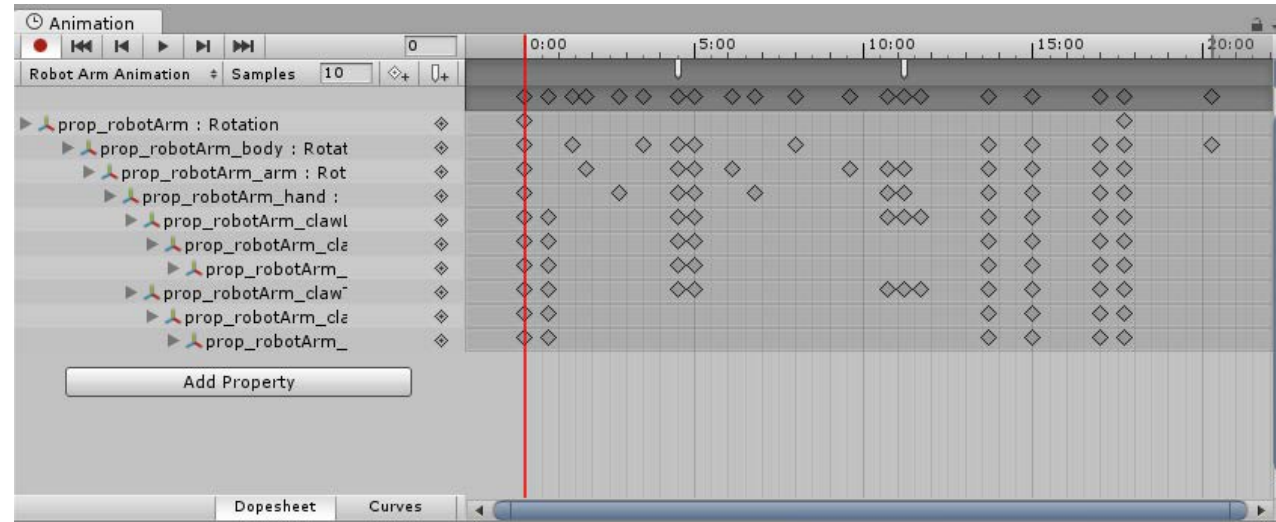 Animation
0 0:00 5:00 10:00 15:00 20:00
Robot Arm Animation Samples 10
prop_robotArm : Rotation
prop_robotArm_body : Rotat
prop_robotArm_arm : Rot
prop_robotArm_hand :
prop_robotArm_clawL
prop_robotArm_cla
prop_robotArm_
prop_robotArm_claw
prop_robotArm_cla
prop_robotArm_
Add Property
Dopesheet Curves